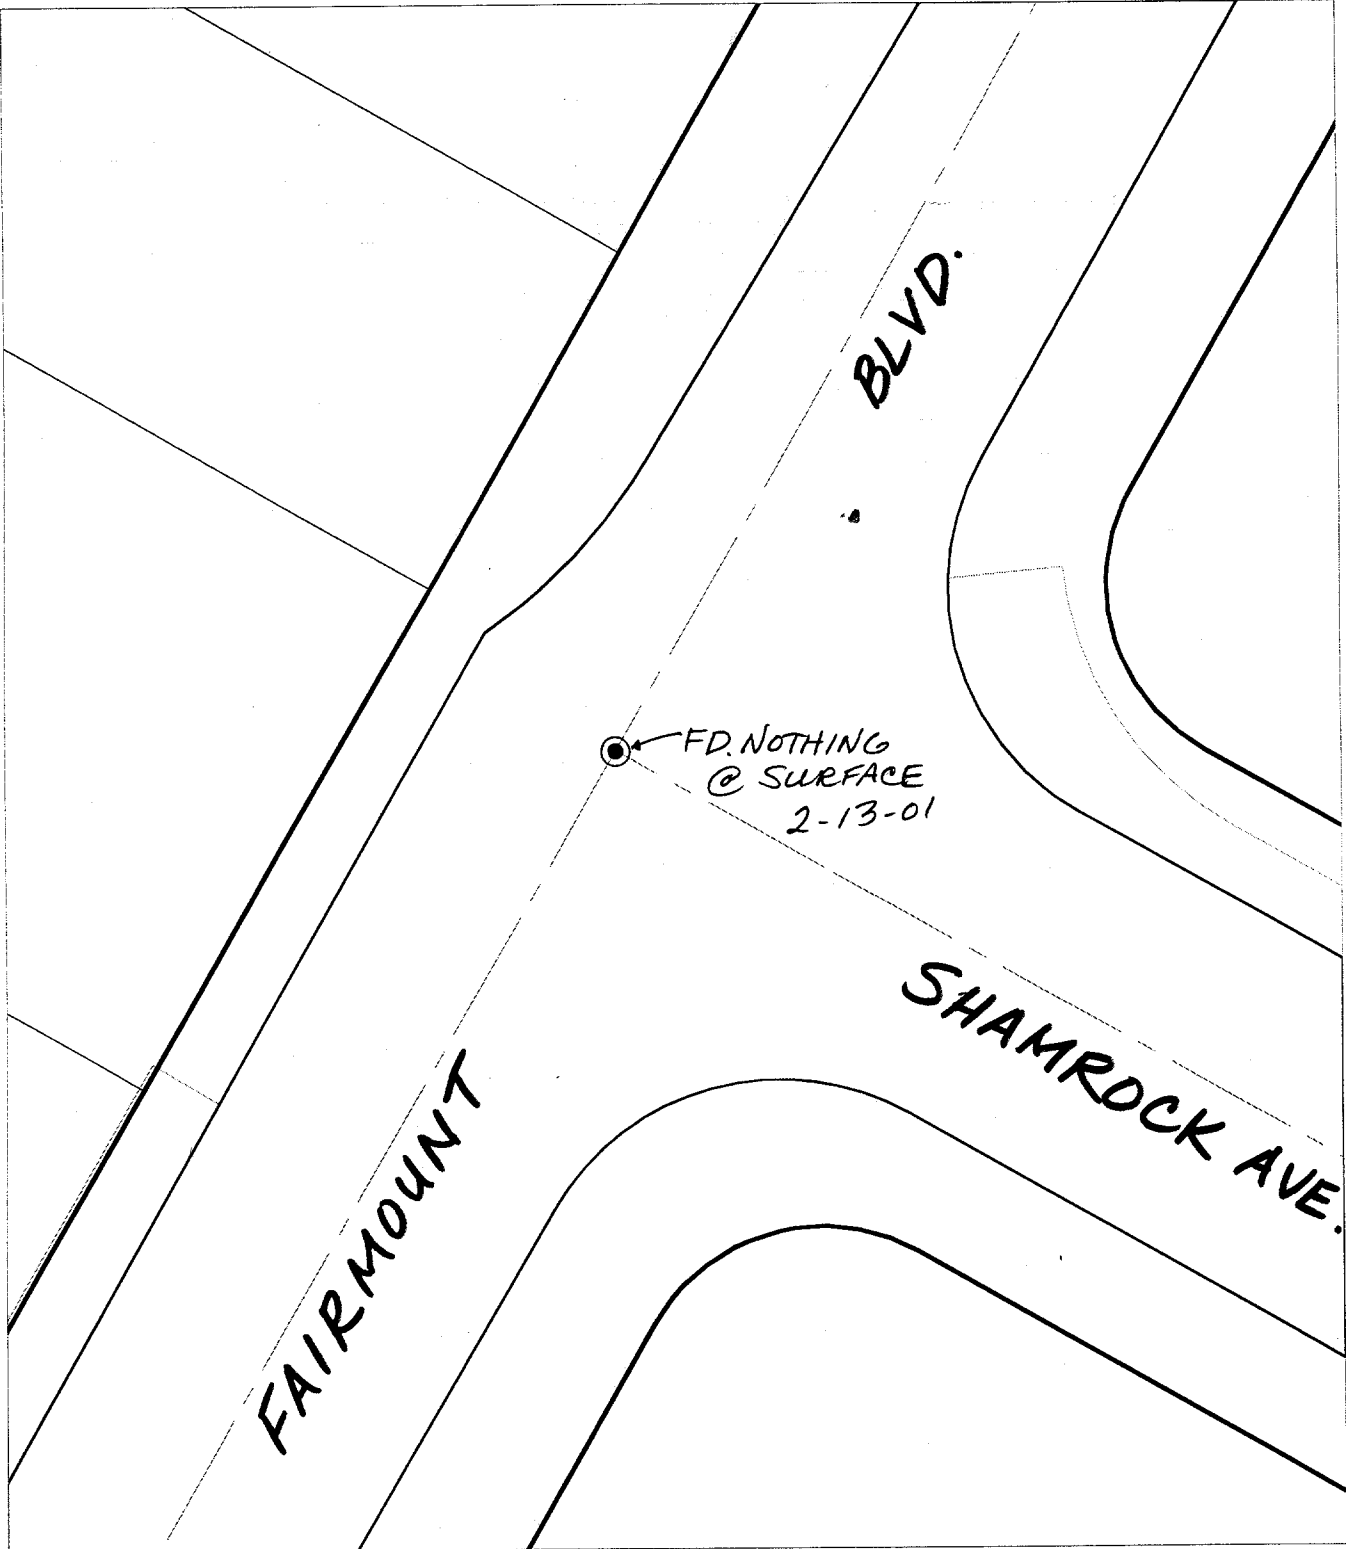 BLVD.
FD. NOTHING
@ SURFACE
2-13-01
SHAMROCK AVE.
FAIRMOUNT